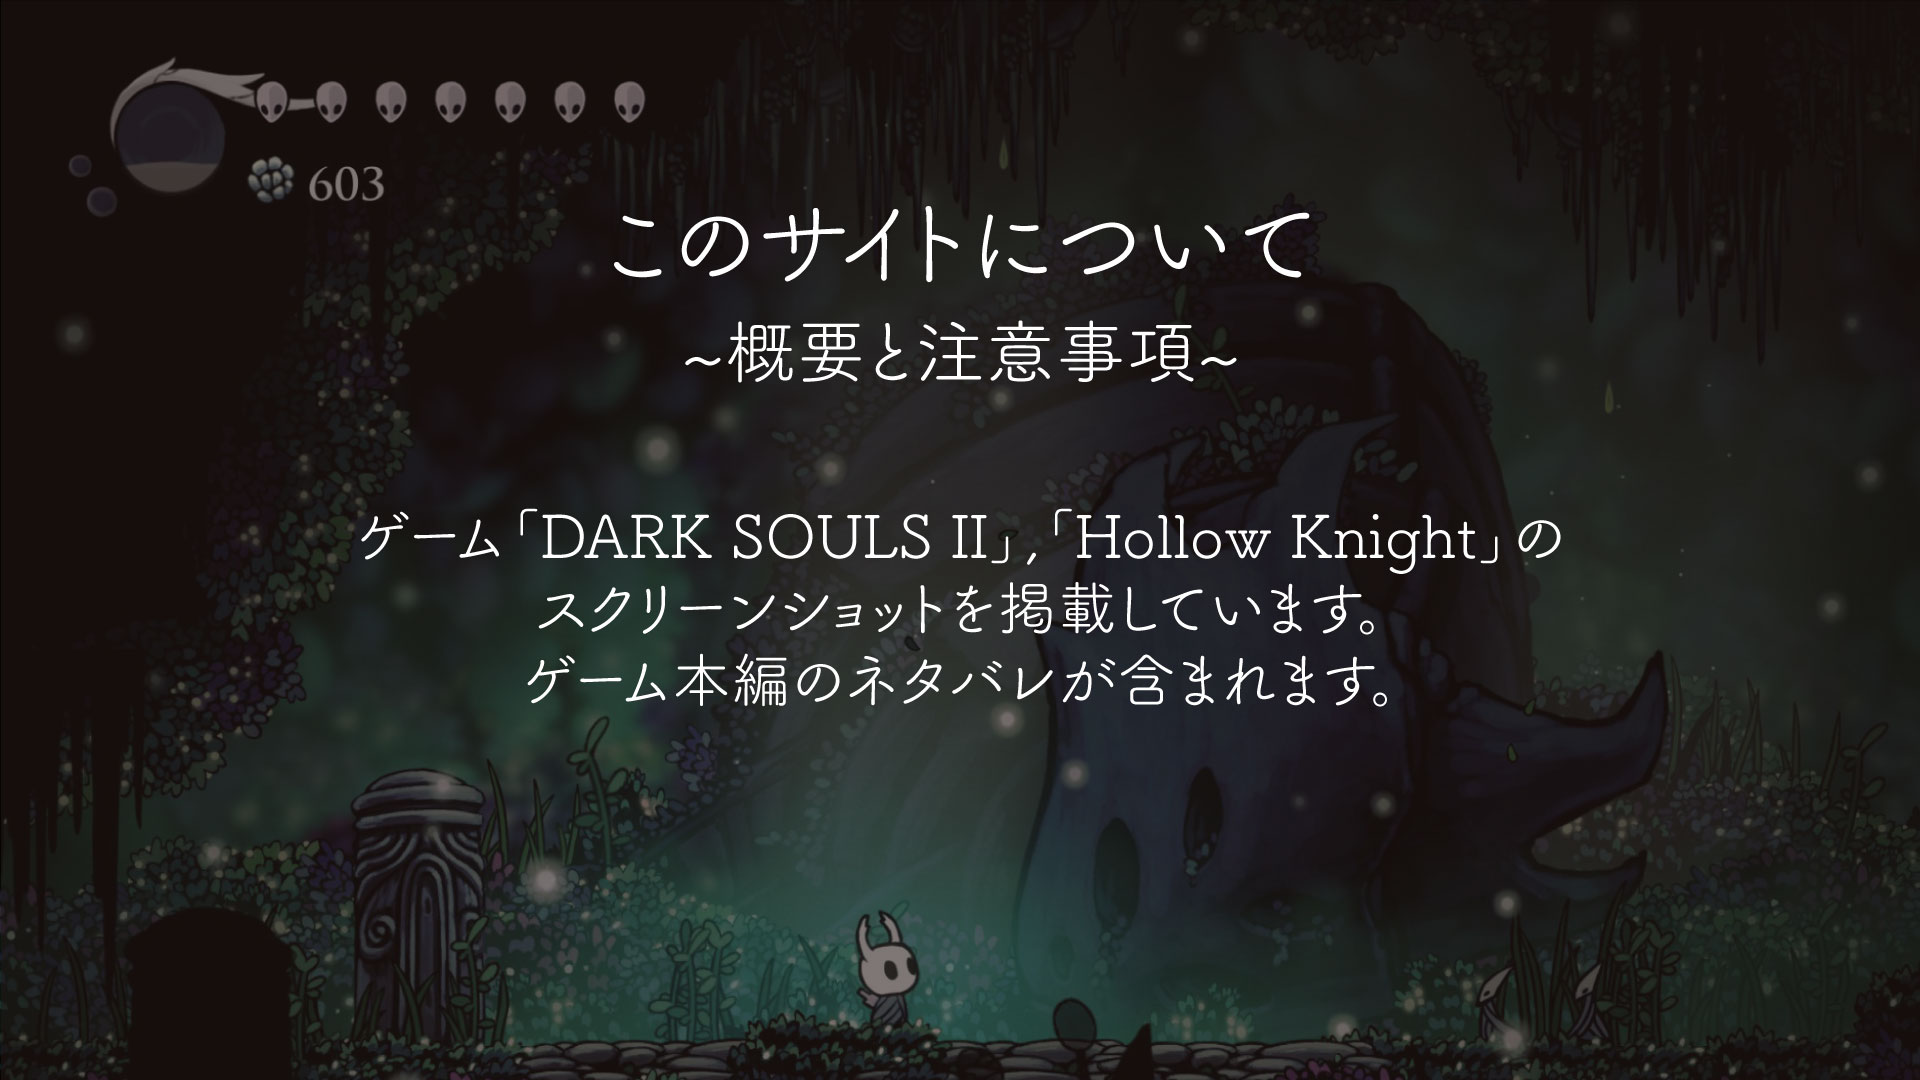 603
このサイトについて
~概要と注意事項~
ゲーム「DARK SOULS II」,「Hollow Knight」の
スクリーンショットを掲載しています。
ゲーム本編のネタバレが含まれます。